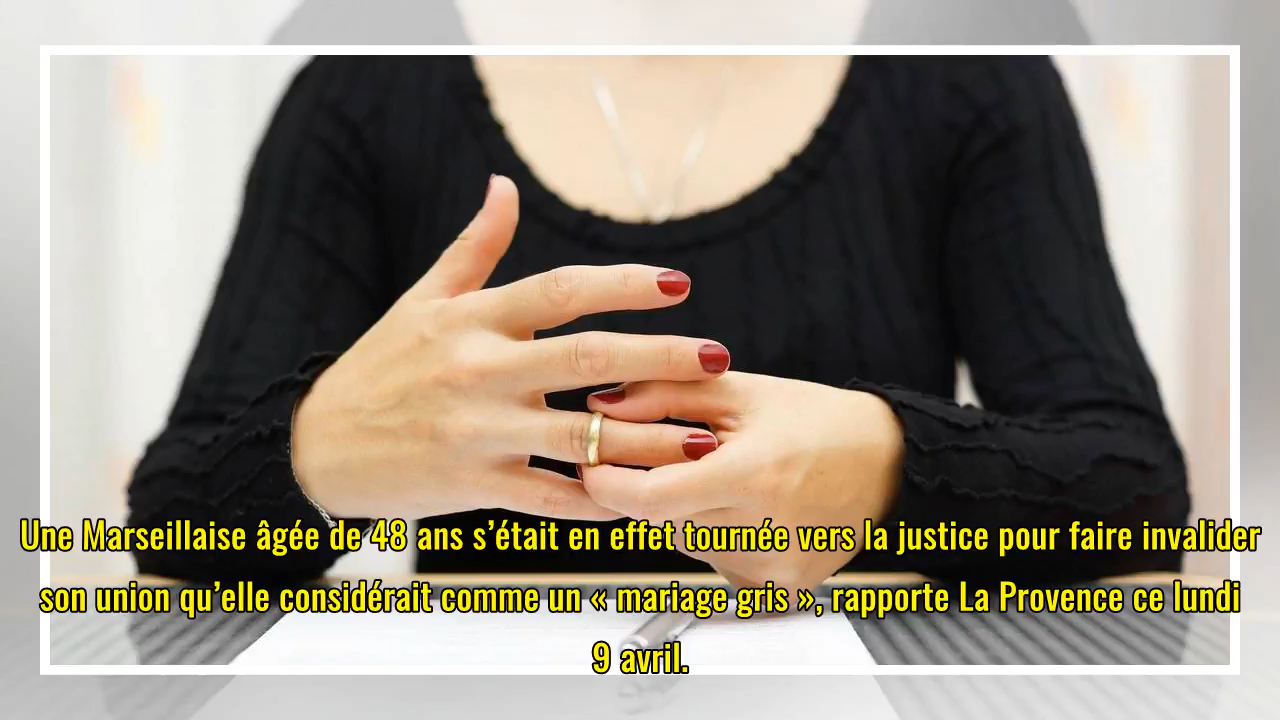 Une Marseillaise âgée de 48 ans s’était en effet tournée vers la justice pour faire invalider
son union qu’elle considérait comme un « mariage gris », rapporte La Provence ce lundi
9 avril.